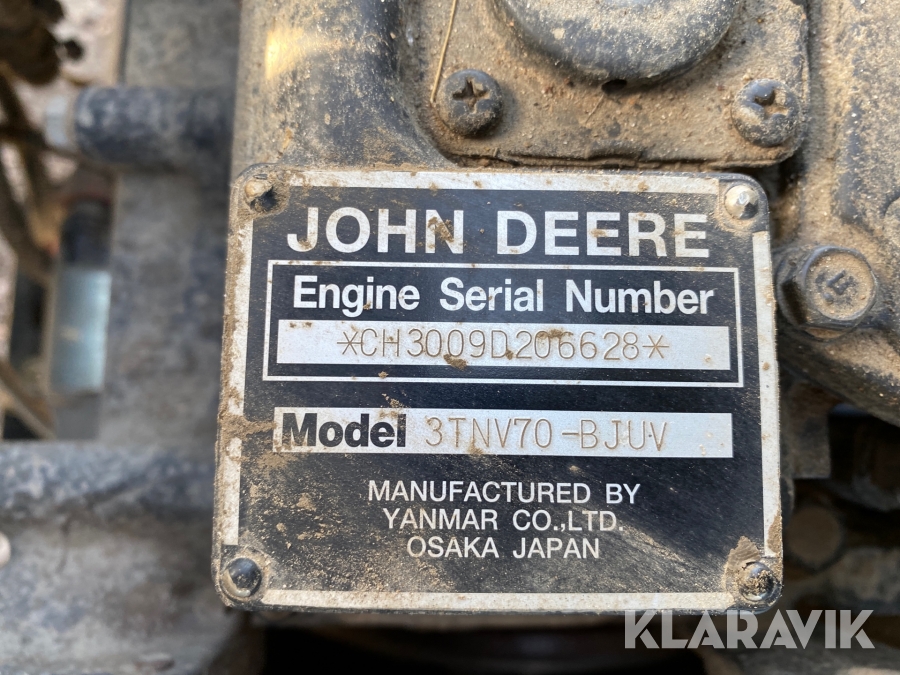 JOHN DEERE
Engine Serial Number
*CH3009D206628*
Model 3TNV70-BJUV
MANUFACTURED BY
YANMAR CO.,LTD.
OSAKA JAPAN
KLARAVIK